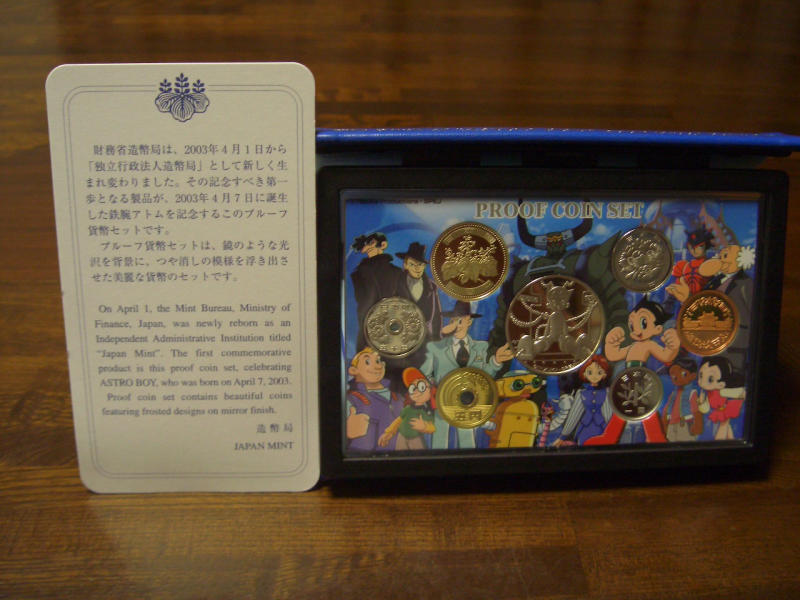 財務省造幣局は、2003年4月1日から
「独立行政法人造幣局」として新しく生
まれ変わりました。その記念すべき第一
歩となる製品が、2003年4月7日に誕生
した鉄腕アトムを記念するこのプルーフ
貨幣セットです。
プルーフ貨幣セットは、鏡のような光
沢を背景に、つや消しの模様を浮き出さ
せた美麗な貨幣のセットです。
On April 1, the Mint Bureau, Ministry of
Finance, Japan, was newly reborn as an
Independent Administrative Institution titled
"Japan Mint". The first commemorative
product is this proof coin set, celebrating
ASTRO BOY, who was born on April 7, 2003.
Proof coin set contains beautiful coins
featuring frosted designs on mirror finish.
造幣局
JAPAN MINT
PROOF COIN SET
五円